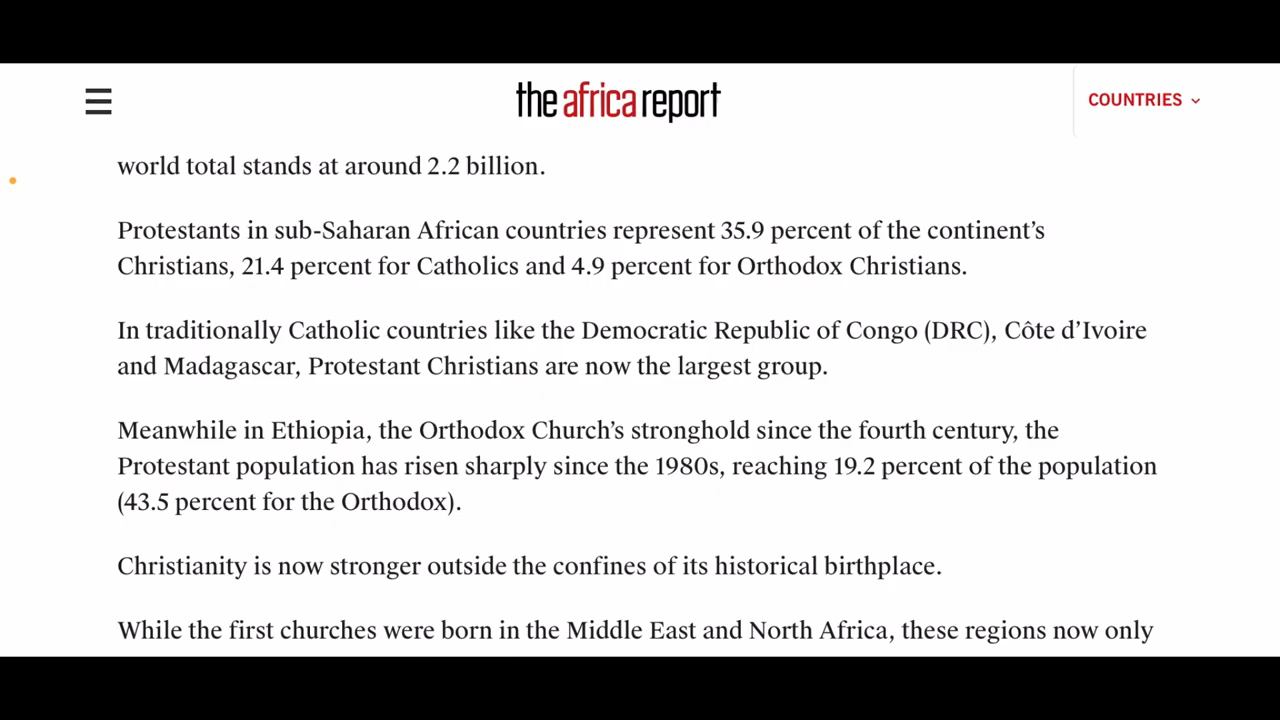 the africa report
COUNTRIES
world total stands at around 2.2 billion.
Protestants in sub-Saharan African countries represent 35.9 percent of the continent’s
Christians, 21.4 percent for Catholics and 4.9 percent for Orthodox Christians.
In traditionally Catholic countries like the Democratic Republic of Congo (DRC), Côte d’Ivoire
and Madagascar, Protestant Christians are now the largest group.
Meanwhile in Ethiopia, the Orthodox Church’s stronghold since the fourth century, the
Protestant population has risen sharply since the 1980s, reaching 19.2 percent of the population
(43.5 percent for the Orthodox).
Christianity is now stronger outside the confines of its historical birthplace.
While the first churches were born in the Middle East and North Africa, these regions now only